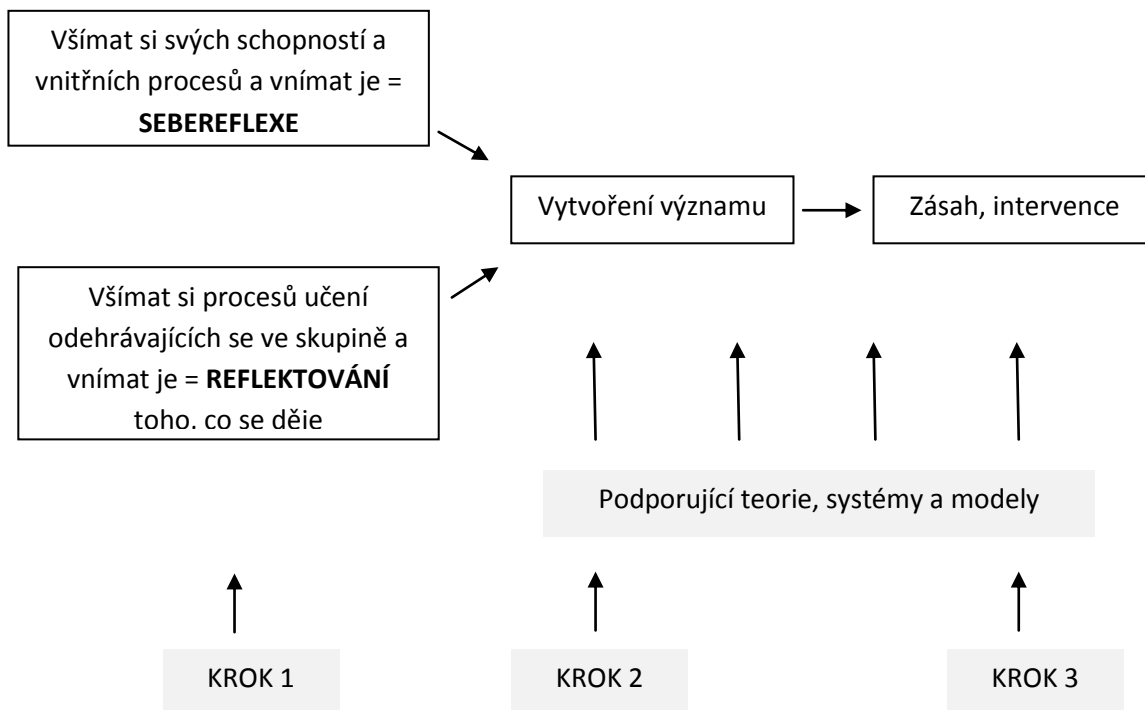 Všímat si svých schopností a
vnitřních procesů a vnímat je =
SEBEREFLEXE
Vytvoření významu
Zásah, intervence
Všímat si procesů učení
odehrávajících se ve skupině a
vnímat je = REFLEKTOVÁNÍ
toho, co se děje
Podporující teorie, systémy a modely
KROK 1
KROK 2
KROK 3